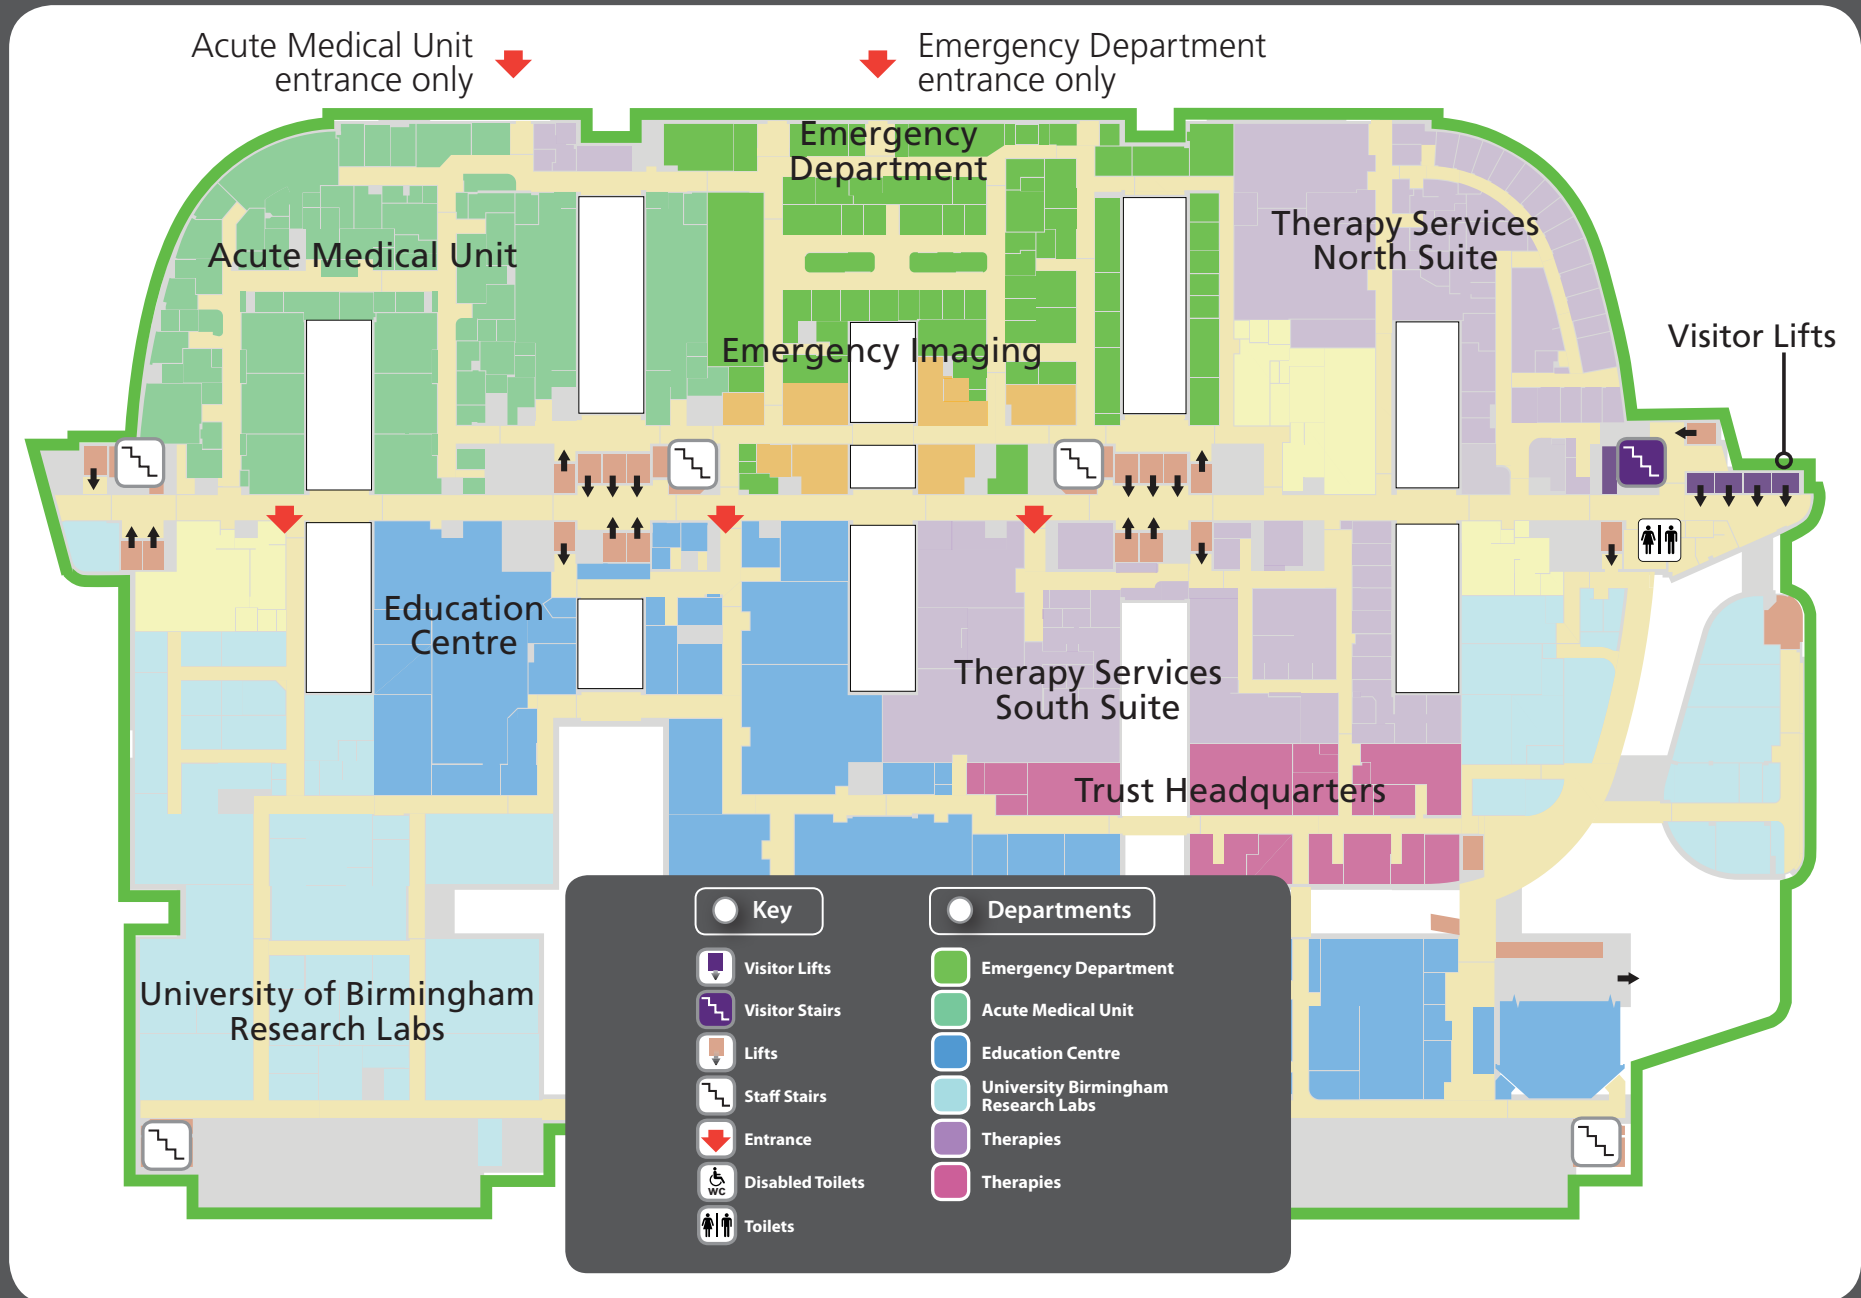 Acute Medical Unit
entrance only
Emergency Department
entrance only
Emergency
Department
Therapy Services
North Suite
Acute Medical Unit
Visitor Lifts
Emergency Imaging
Education
Centre
Therapy Services
South Suite
Trust Headquarters
University of Birmingham
Research Labs
Key
Visitor Lifts
Visitor Stairs
Lifts
Staff Stairs
Entrance
WC
Disabled Toilets
Toilets
Departments
Emergency Department
Acute Medical Unit
Education Centre
University Birmingham
Research Labs
Therapies
Therapies